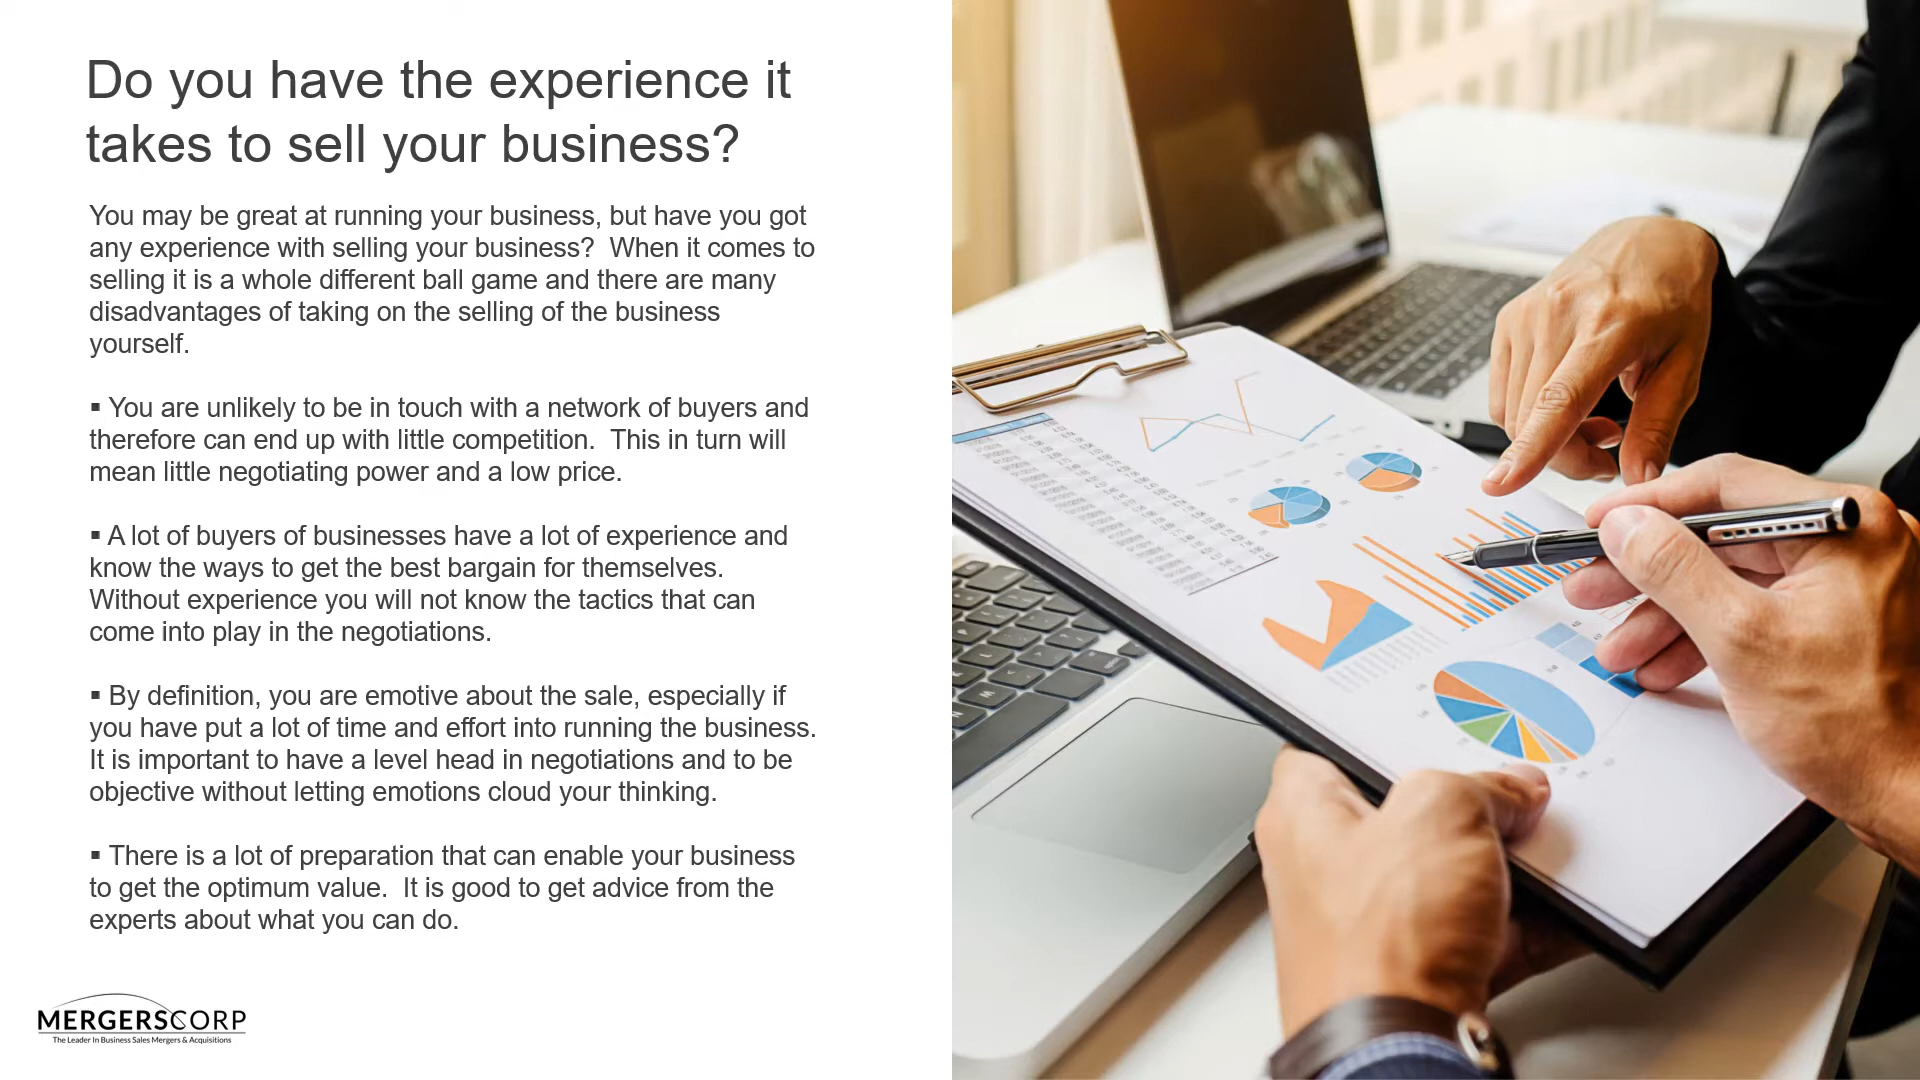 Do you have the experience it
takes to sell your business?
You may be great at running your business, but have you got
any experience with selling your business?  When it comes to
selling it is a whole different ball game and there are many
disadvantages of taking on the selling of the business
yourself.
▪ You are unlikely to be in touch with a network of buyers and
therefore can end up with little competition.  This in turn will
mean little negotiating power and a low price.
▪ A lot of buyers of businesses have a lot of experience and
know the ways to get the best bargain for themselves.
Without experience you will not know the tactics that can
come into play in the negotiations.
▪ By definition, you are emotive about the sale, especially if
you have put a lot of time and effort into running the business.
It is important to have a level head in negotiations and to be
objective without letting emotions cloud your thinking.
▪ There is a lot of preparation that can enable your business
to get the optimum value.  It is good to get advice from the
experts about what you can do.
MERGERSCORP
The Leader In Business Sales Mergers & Acquisitions